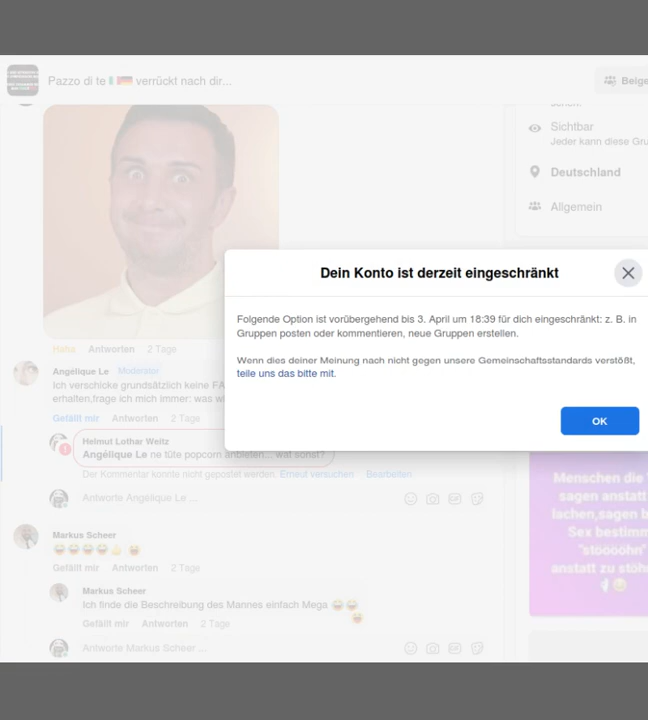 Pazzo di te verrückt nach dir...
Beige
Sichtbar
Jeder kann diese Gru
Deutschland
Allgemein
Dein Konto ist derzeit eingeschränkt
Folgende Option ist vorübergehend bis 3. April um 18:39 für dich eingeschränkt: z. B. in
Gruppen posten oder kommentieren, neue Gruppen erstellen.
Wenn dies deiner Meinung nach nicht gegen unsere Gemeinschaftsstandards verstößt,
teile uns das bitte mit.
OK
Haha Antworten 2 Tage
Angélique Le Moderator
Ich verschicke grundsätzlich keine FA
erhalten,frage ich mich immer: was w
Gefällt mir Antworten 2 Tage
Helmut Lothar Weitz
Angélique Le ne tüte popcorn anbieten... wat sonst?
Der Kommentar konnte nicht gepostet werden. Erneut versuchen Bearbeiten
Antworte Angélique Le ...
Markus Scheer
Gefällt mir Antworten 2 Tage
Markus Scheer
Ich finde die Beschreibung des Mannes einfach Mega
Gefällt mir Antworten 2 Tage
Antworte Markus Scheer ...
Menschen die
sagen anstatt
lachen,sagen b
Sex bestimm
"stooooohn"
anstatt zu stöh